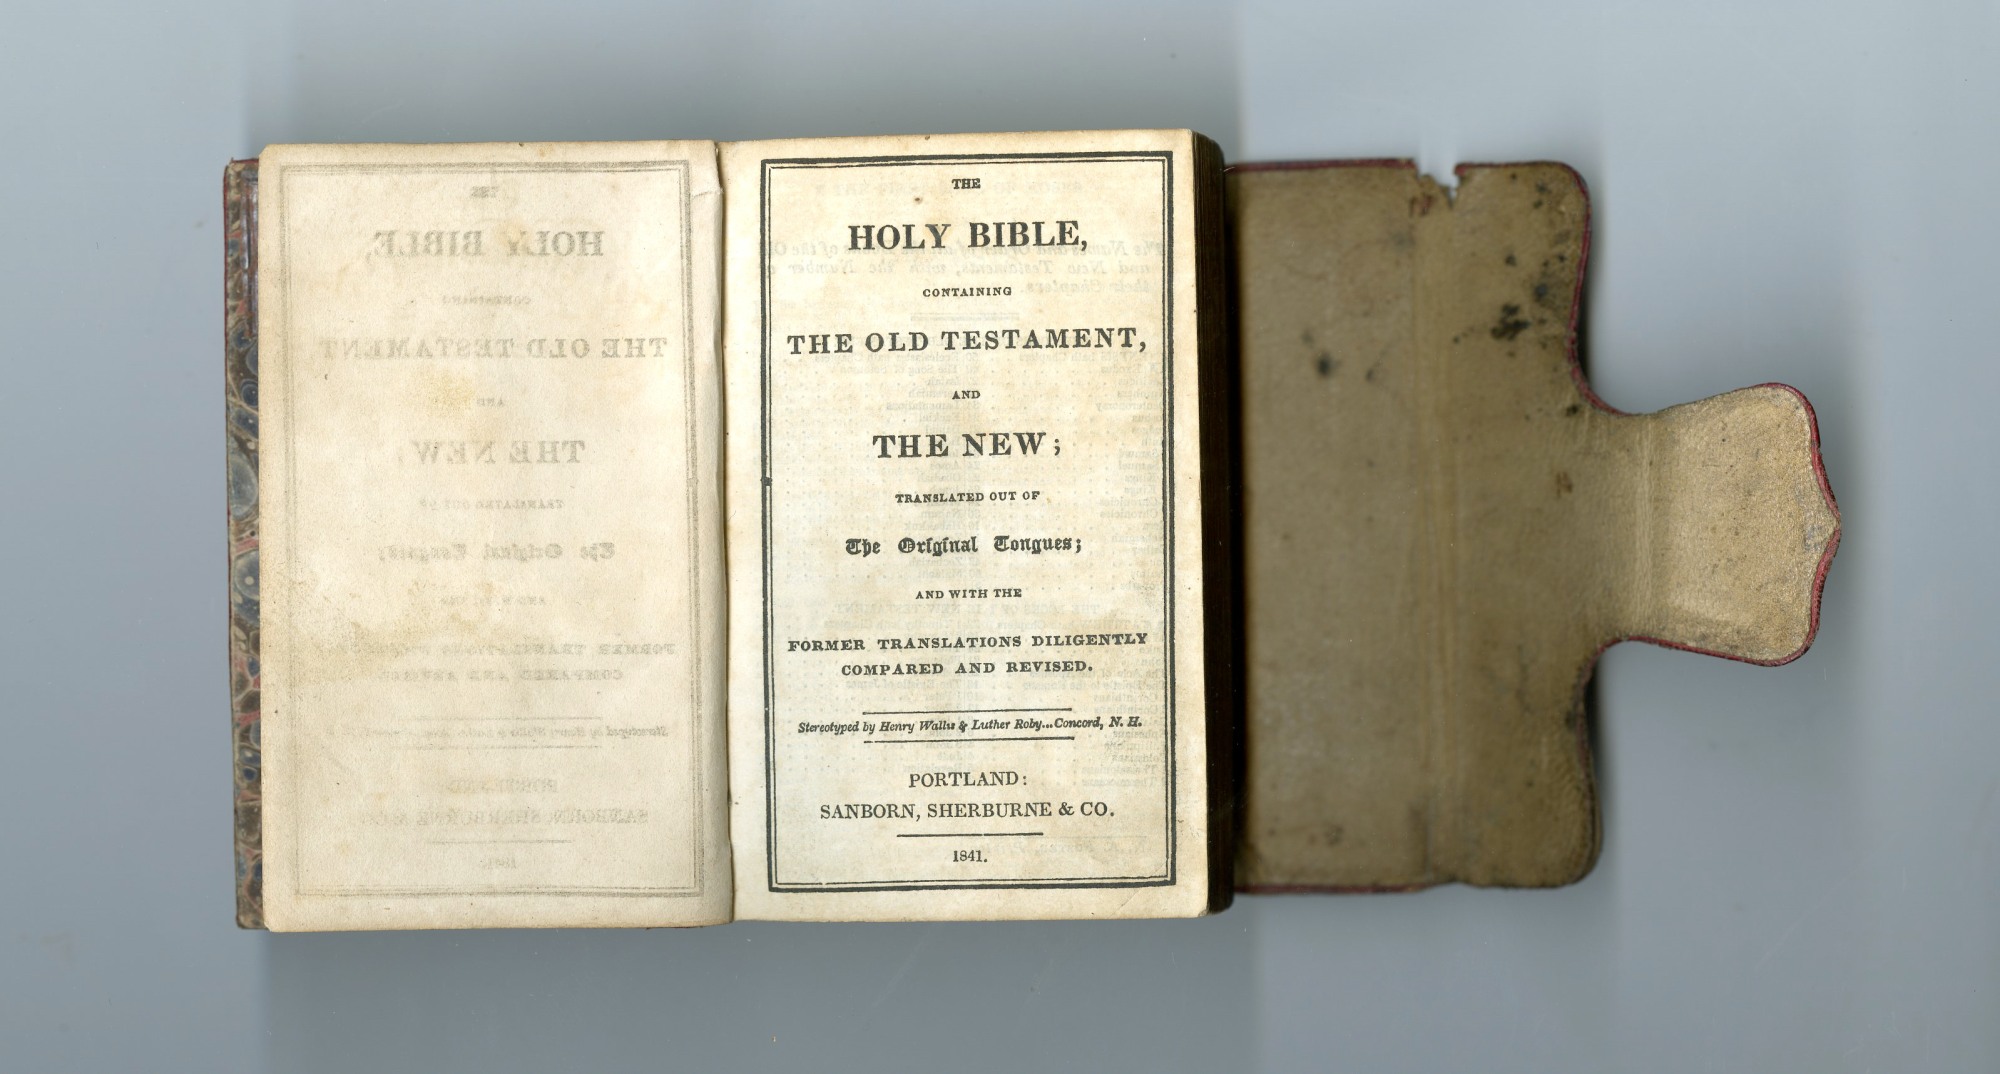 THE
HOLY BIBLE,
CONTAINING
THE OLD TESTAMENT,
AND
THE NEW;
TRANSLATED OUT OF
The Original Tongues;
AND WITH THE
FORMER TRANSLATIONS DILIGENTLY
COMPARED AND REVISED.
Stereotyped by Henry Wallis & Luther Roby...Concord, N. H.
PORTLAND:
SANBORN, SHERBURNE & CO.
1841.